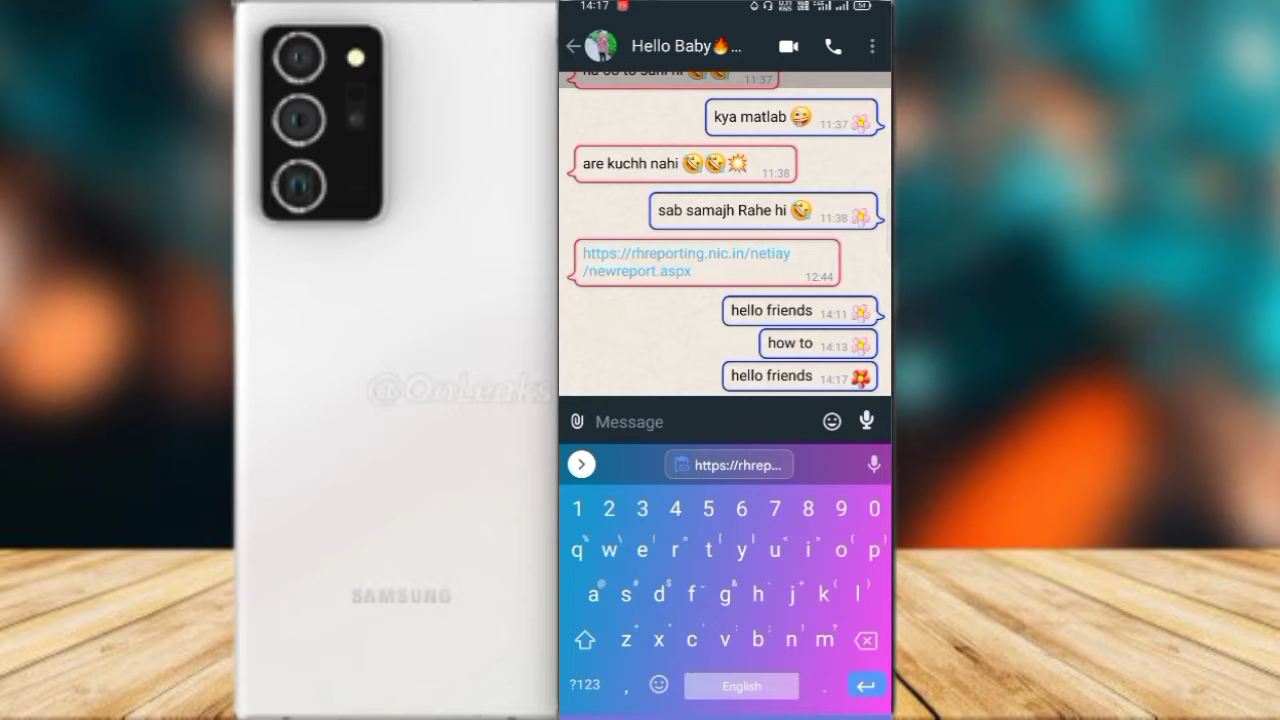 14:17
54
Hello Baby🔥...
11:37
kya matlab 😜 11:37
are kuchh nahi 🤣🤣💥 11:38
sab samajh Rahe hi 🤣 11:38
https://rhreporting.nic.in/netiay
/newreport.aspx
12:44
hello friends 14:11
how to 14:13
hello friends 14:17
Message
https://rhrep...
1 2 3 4 5 6 7 8 9 0
q w e r t y u i o p
a s d f g h j k l
z x c v b n m
?123 , English .
@OnLeaks
SAMSUNG